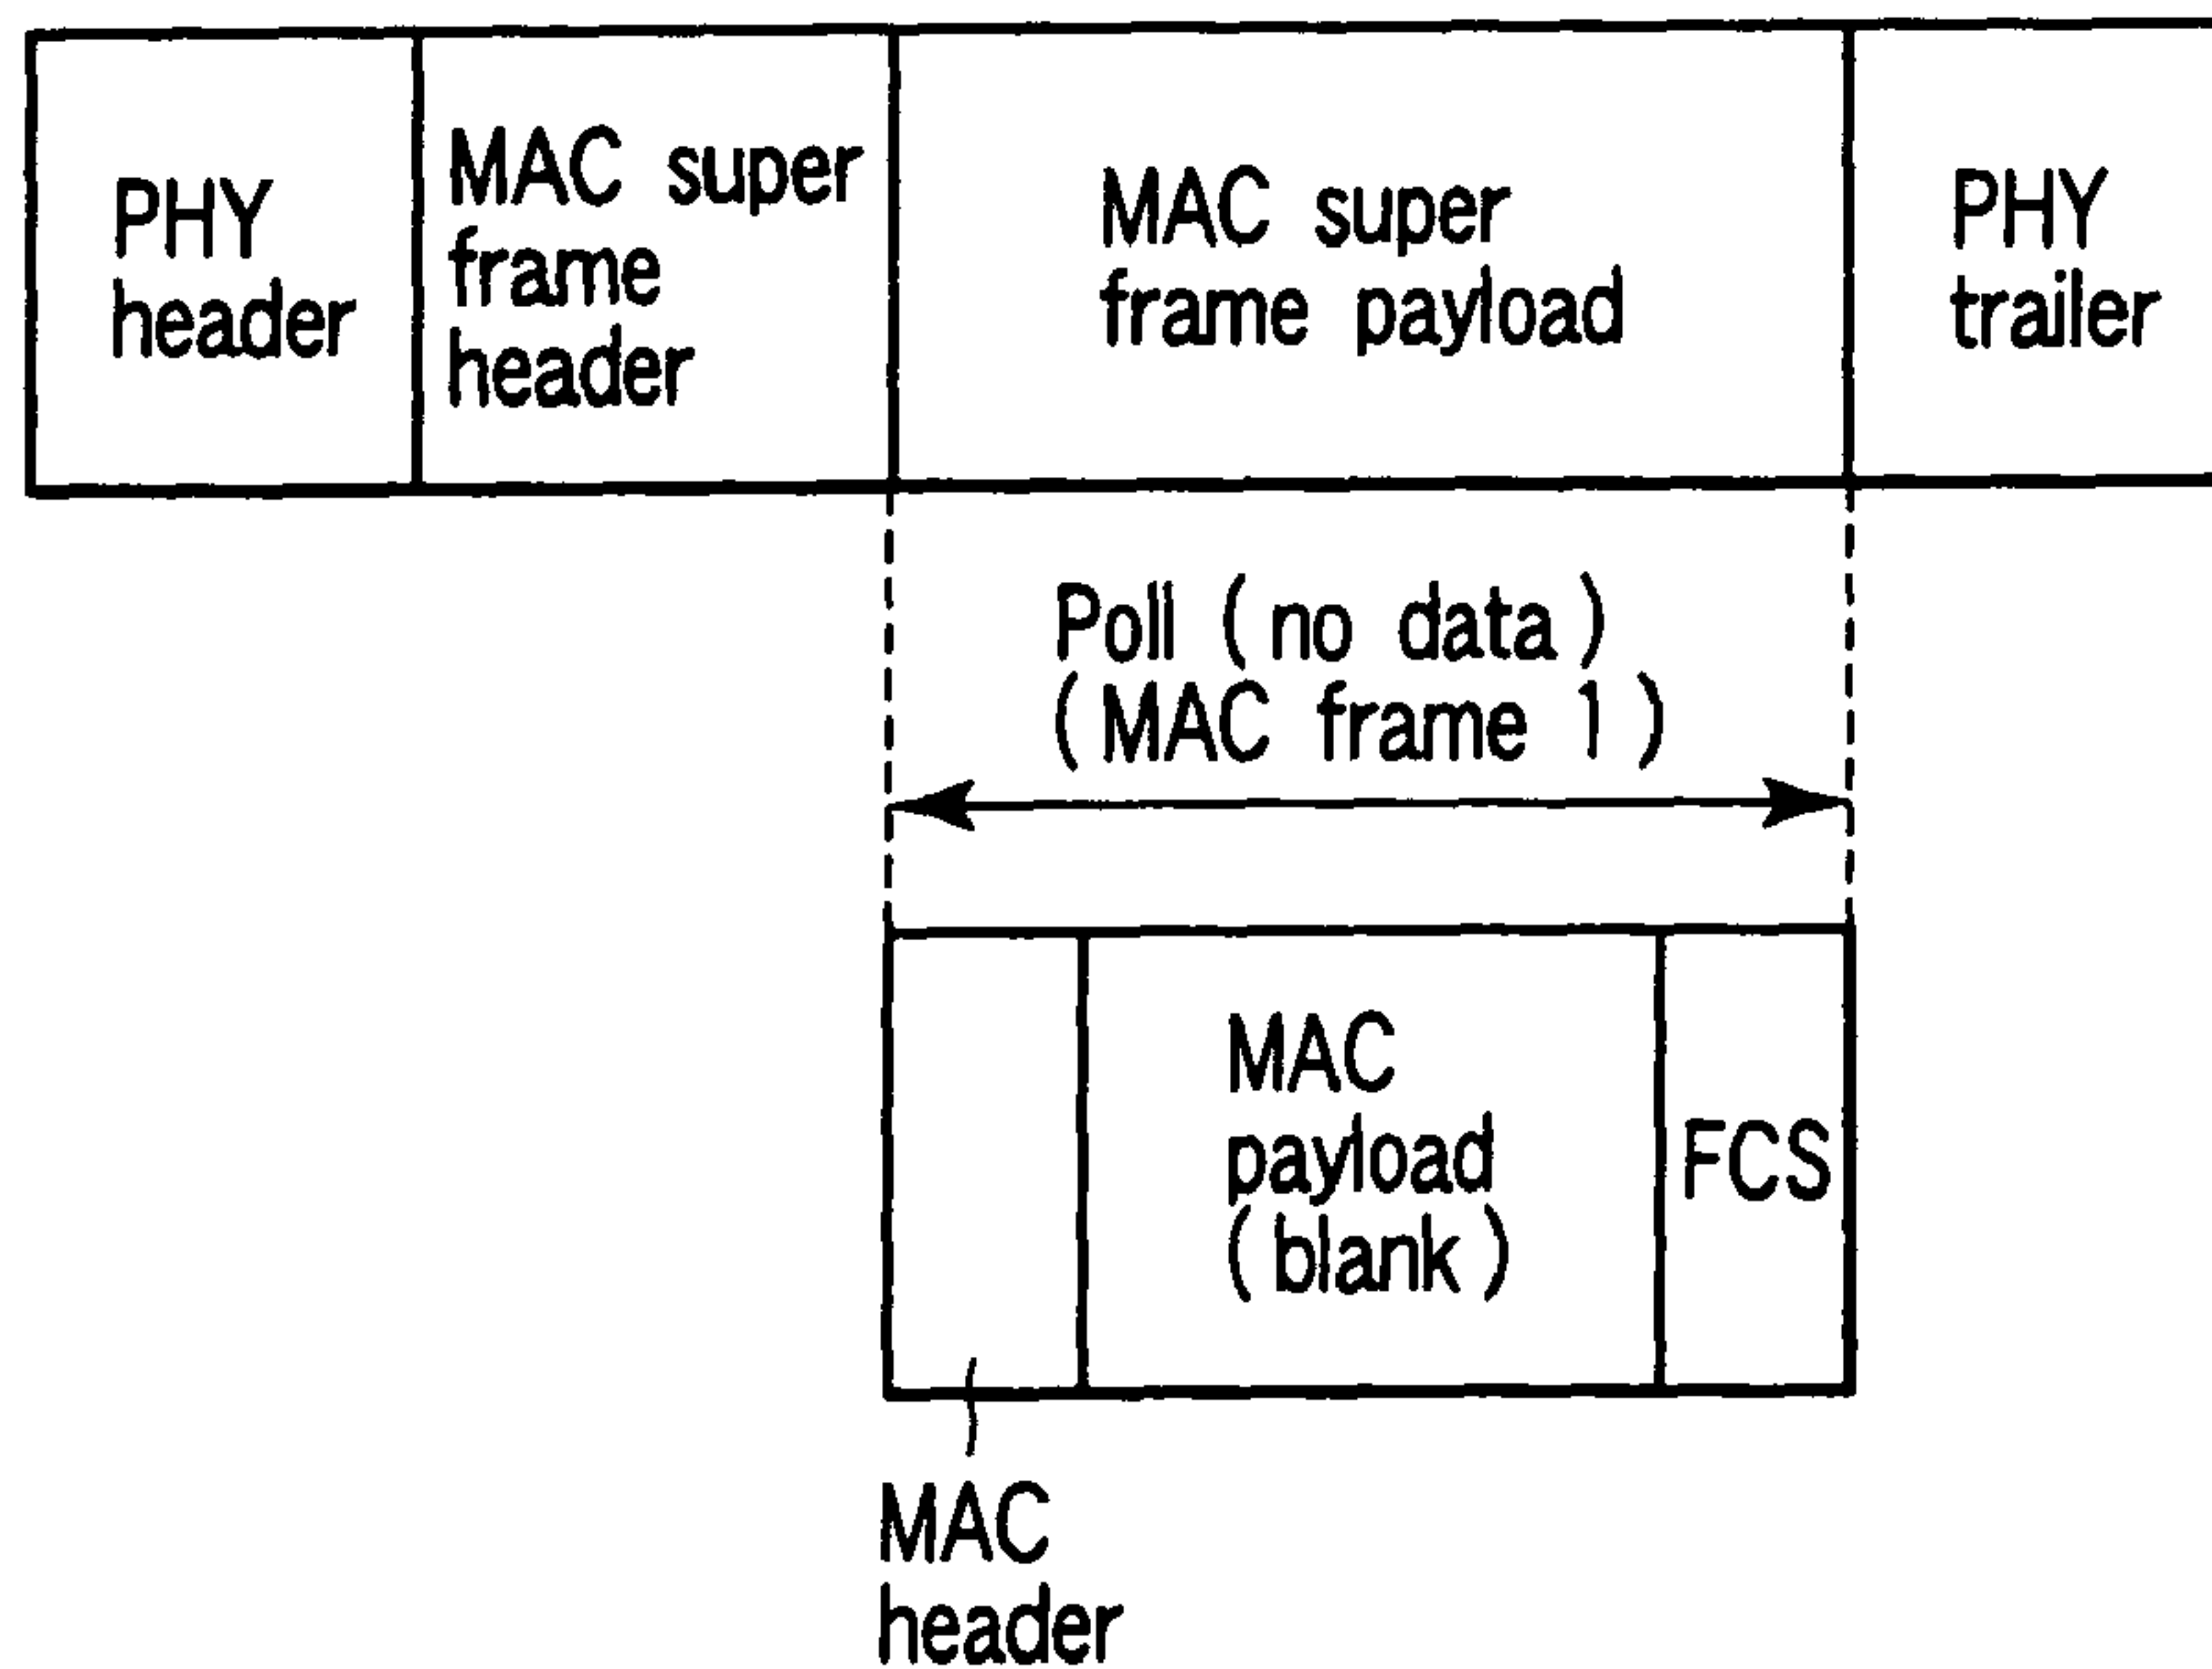 PHY
header
MAC super
frame
header
MAC super
frame payload
PHY
trailer
Poll (no data)
(MAC frame 1)
MAC
payload
(blank)
FCS
MAC
header